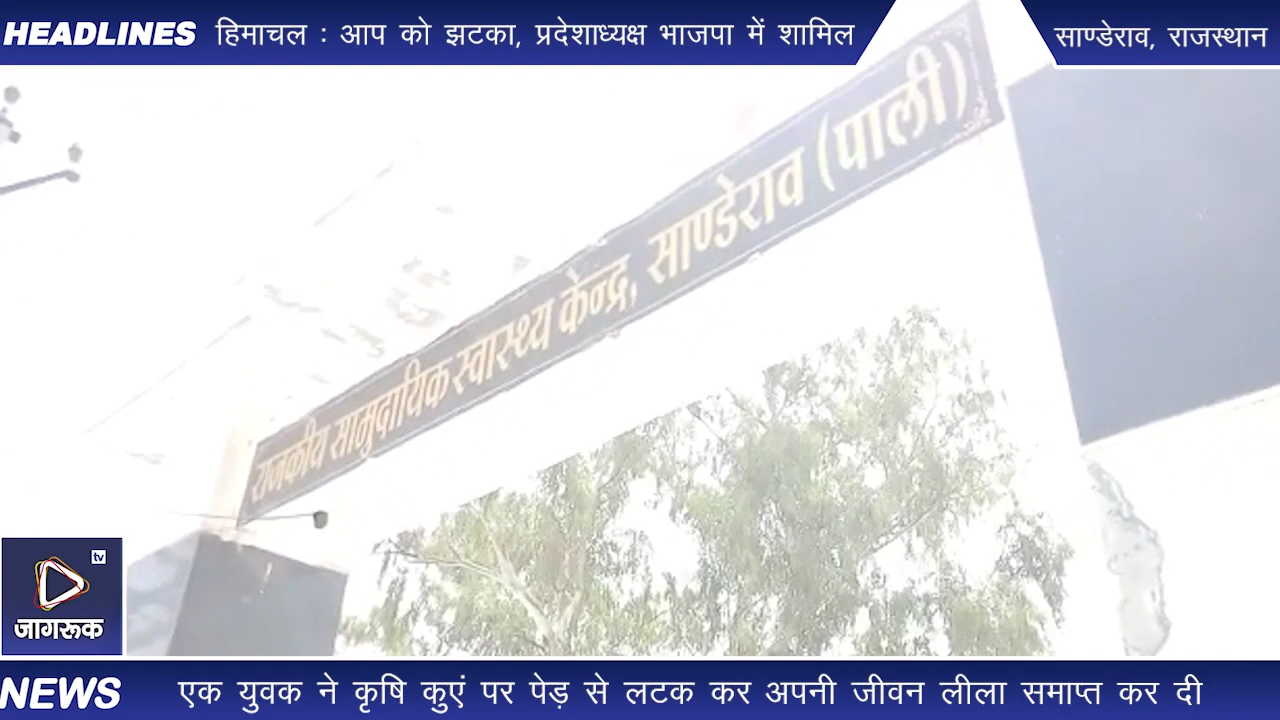 HEADLINES हिमाचल : आप को झटका, प्रदेशाध्यक्ष भाजपा में शामिल
साण्डेराव, राजस्थान
राजकीय सामुदायिक स्वास्थ्य केन्द्र, साण्डेराव (पाली)
tv
जागरूक
NEWS एक युवक ने कृषि कुएं पर पेड़ से लटक कर अपनी जीवन लीला समाप्त कर दी